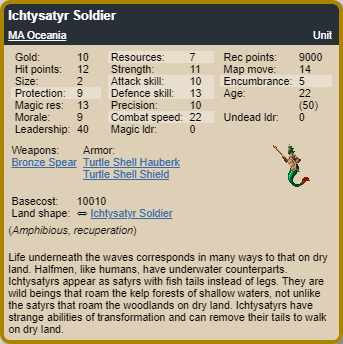 Ichtysatyr Soldier
MA Oceania Unit
Gold: 10 Resources: 7 Rec points: 9000
Hit points: 12 Strength: 11 Map move: 14
Size: 2 Attack skill: 10 Encumbrance: 5
Protection: 9 Defence skill: 13 Age: 22
Magic res: 13 Precision: 10 (50)
Morale: 9 Combat speed: 22 Undead ldr: 0
Leadership: 40 Magic ldr: 0
Weapons: Armor:
Bronze Spear Turtle Shell Hauberk
Turtle Shell Shield
Basecost: 10010
Land shape: ⇔ Ichtysatyr Soldier
(Amphibious, recuperation)
Life underneath the waves corresponds in many ways to that on dry
land. Halfmen, like humans, have underwater counterparts.
Ichtysatyrs appear as satyrs with fish tails instead of legs. They are
wild beings that roam the kelp forests of shallow waters, not unlike
the satyrs that roam the woodlands on dry land. Ichtysatyrs have
strange abilities of transformation and can remove their tails to walk
on dry land.